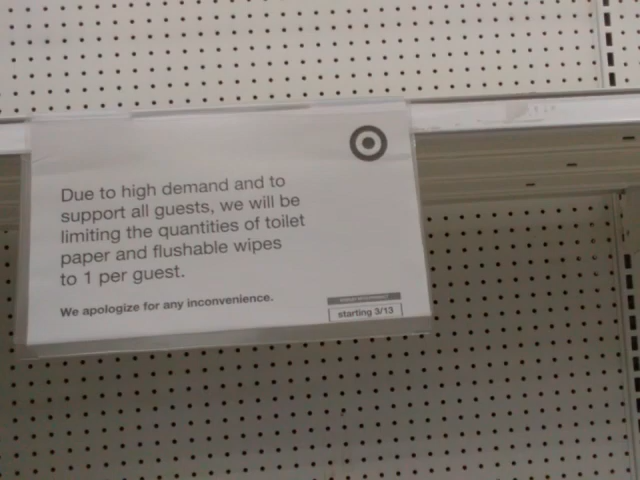 Due to high demand and to
support all guests, we will be
limiting the quantities of toilet
paper and flushable wipes
to 1 per guest.
We apologize for any inconvenience.
starting 3/13